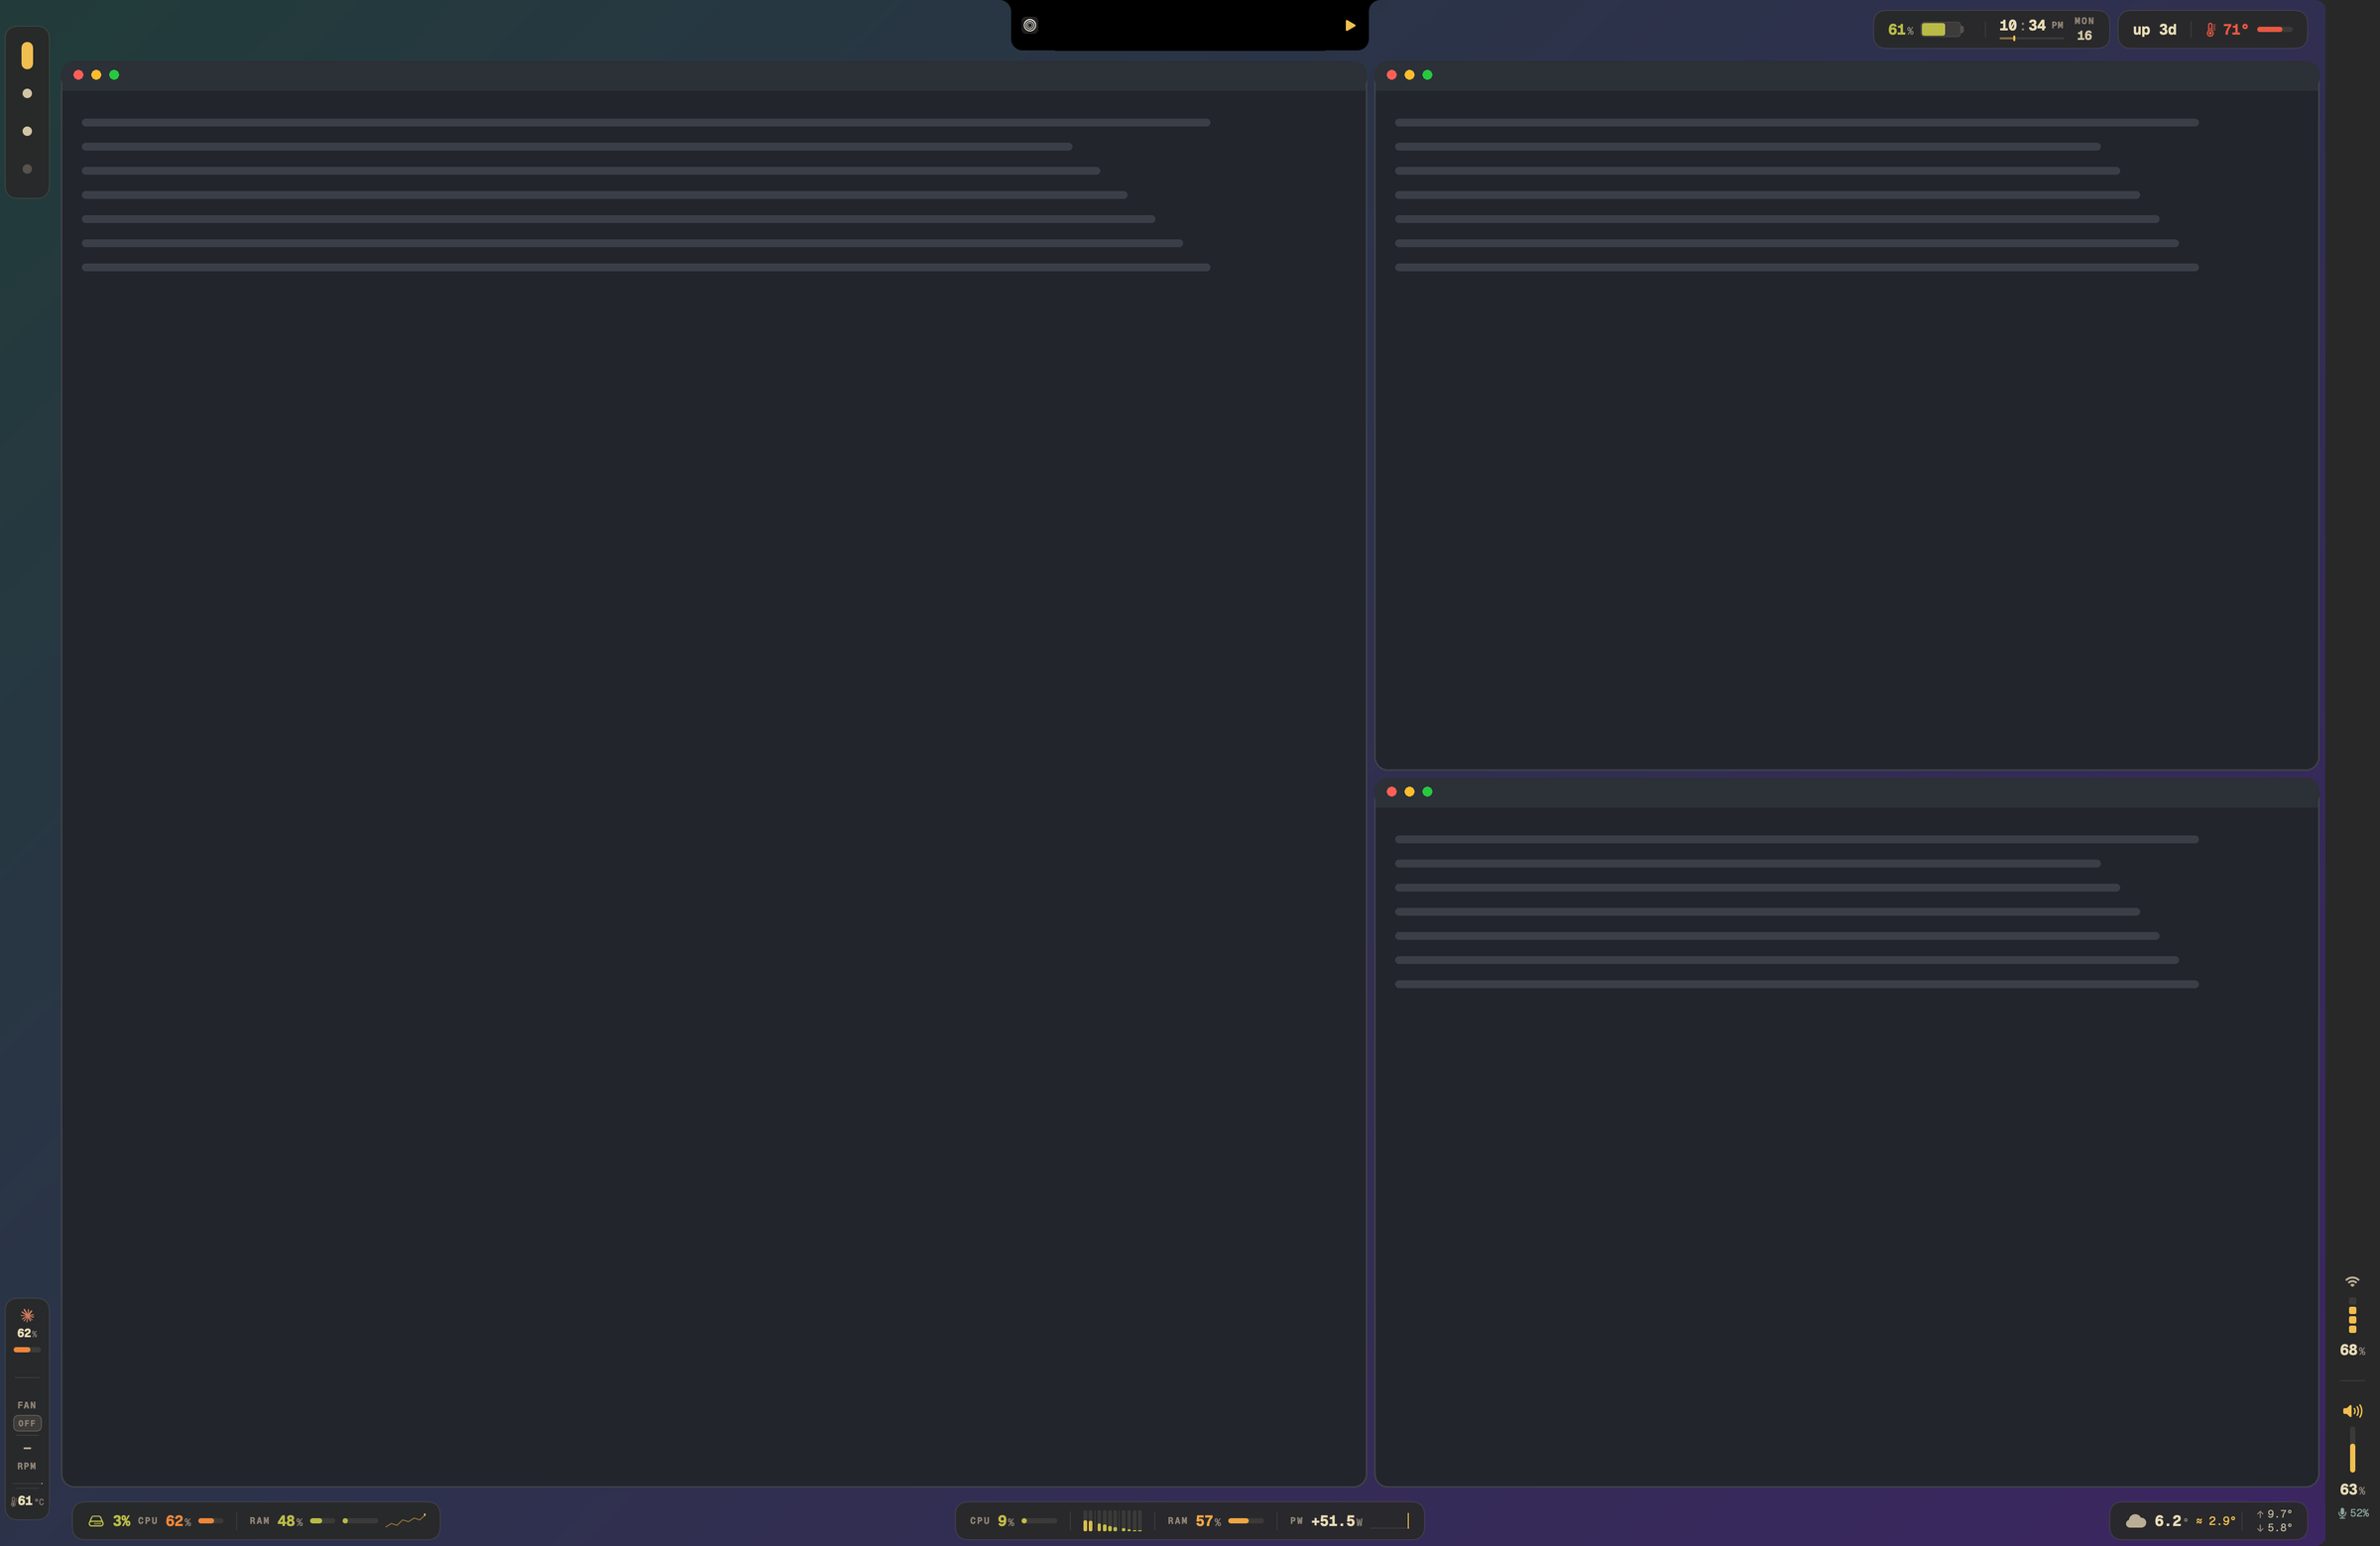 61% 10:34 PM MON 16
up 3d 71°
62%
FAN
OFF
—
RPM
61°C
68%
63%
52%
3% CPU 62% RAM 48%
CPU 9% RAM 57% PW +51.5W
6.2° ≈ 2.9° ↑ 9.7°
↓ 5.8°